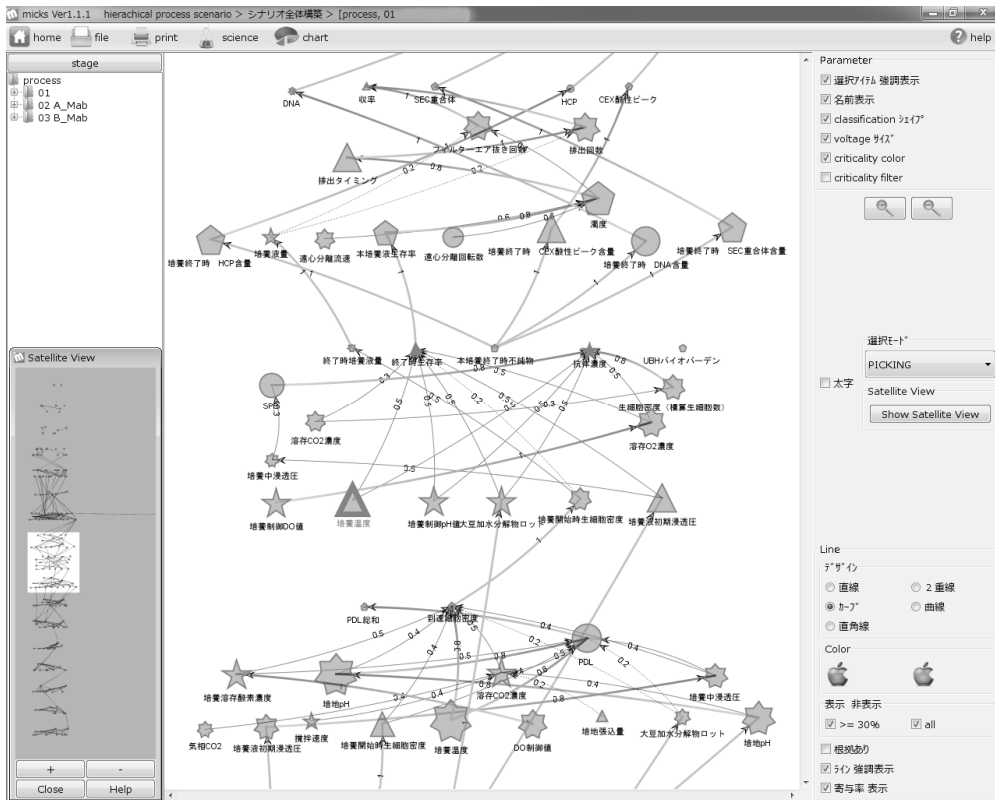 micks Ver1.1.1 hierachical process scenario > シナリオ全体構築 > [process, 01
home file print science chart help
stage
process
01
02 A_Mab
03 B_Mab
Satellite View
+ -
Close Help
DNA 収率 SEC重合体 HCP CEX酸性ピーク
フィルターエア抜き回数 排出回数
排出タイミング
濁度
培養終了時 HCP含量 培養液量 遠心分離流速 本培養液生存率 遠心分離回転数 培養終了時 CEX酸性ピーク含量 培養終了時 DNA含量 培養終了時 SEC重合体含量
終了時培養液量 終了時生存率 本培養終了時不純物 抗体濃度 UBHバイオバーデン
生細胞密度（積算生細胞数）
溶存CO2濃度 溶存O2濃度
培養中浸透圧
培養制御DO値 培養温度 培養制御pH値 大豆加水分解物ロット 培養開始時生細胞密度 培養液初期浸透圧
PDL総和 到達細胞密度
PDL
培養溶存酸素濃度 培地pH 溶存CO2濃度 培養中浸透圧
気相CO2 培養液初期浸透圧 撹拌速度 培養開始時生細胞密度 培養温度 DO制御値 培地張込量 大豆加水分解物ロット 培地pH
Parameter
選択ｱｲﾃﾑ 強調表示
名前表示
classification ｼｪｲﾌﾟ
voltage ｻｲｽﾞ
criticality color
criticality filter
選択ﾓｰﾄﾞ
PICKING
太字
Satellite View
Show Satellite View
Line
ﾃﾞｻﾞｲﾝ
直線 2 重線
ｶｰﾌﾞ 曲線
直角線
Color
表示 非表示
>= 30% all
根拠あり
ﾗｲﾝ 強調表示
寄与率 表示